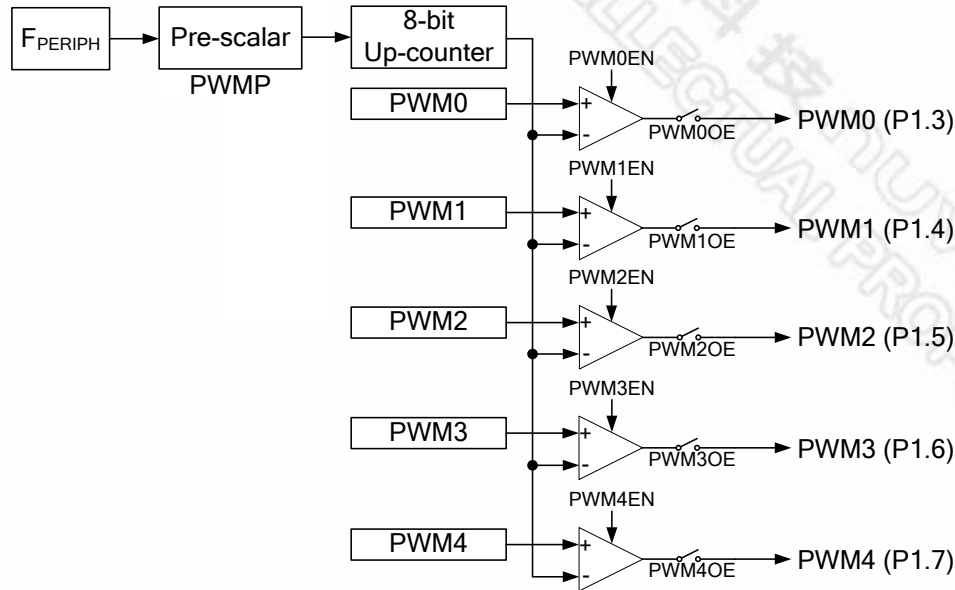 FPERIPH
Pre-scalar
PWMP
8-bit
Up-counter
PWM0
PWM0EN
+
-
PWM0OE
PWM0 (P1.3)
PWM1
PWM1EN
+
-
PWM1OE
PWM1 (P1.4)
PWM2
PWM2EN
+
-
PWM2OE
PWM2 (P1.5)
PWM3
PWM3EN
+
-
PWM3OE
PWM3 (P1.6)
PWM4
PWM4EN
+
-
PWM4OE
PWM4 (P1.7)